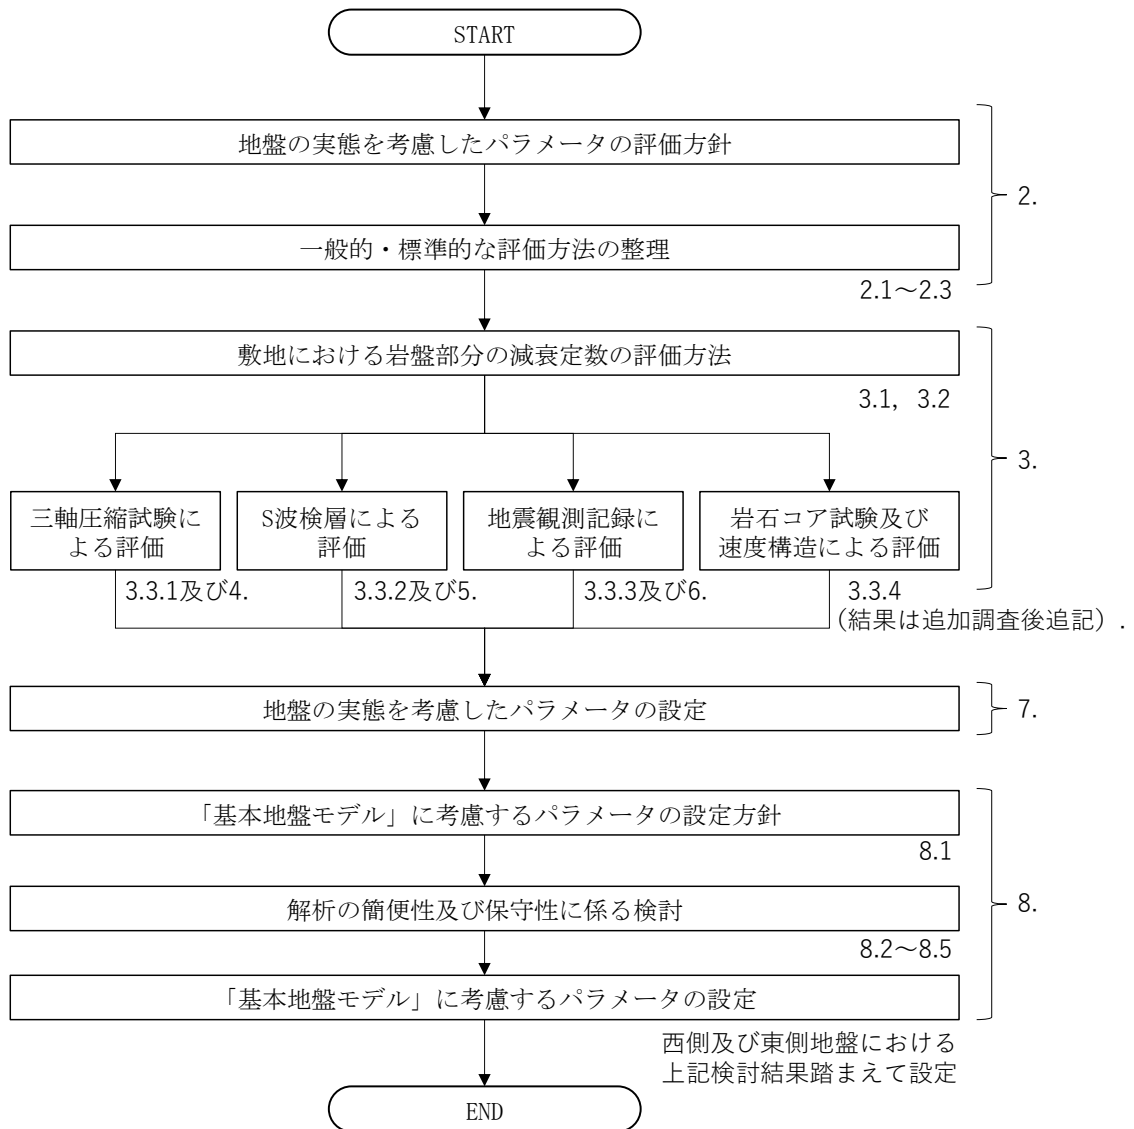 START
地盤の実態を考慮したパラメータの評価方針
2.
一般的・標準的な評価方法の整理
2.1～2.3
敷地における岩盤部分の減衰定数の評価方法
3.1, 3.2
3.
三軸圧縮試験に
よる評価
3.3.1及び4.
S波検層による
評価
3.3.2及び5.
地震観測記録に
よる評価
3.3.3及び6.
岩石コア試験及び
速度構造による評価
3.3.4
(結果は追加調査後追記）.
地盤の実態を考慮したパラメータの設定
7.
「基本地盤モデル」に考慮するパラメータの設定方針
8.1
解析の簡便性及び保守性に係る検討
8.
8.2～8.5
「基本地盤モデル」に考慮するパラメータの設定
西側及び東側地盤における
上記検討結果踏まえて設定
END